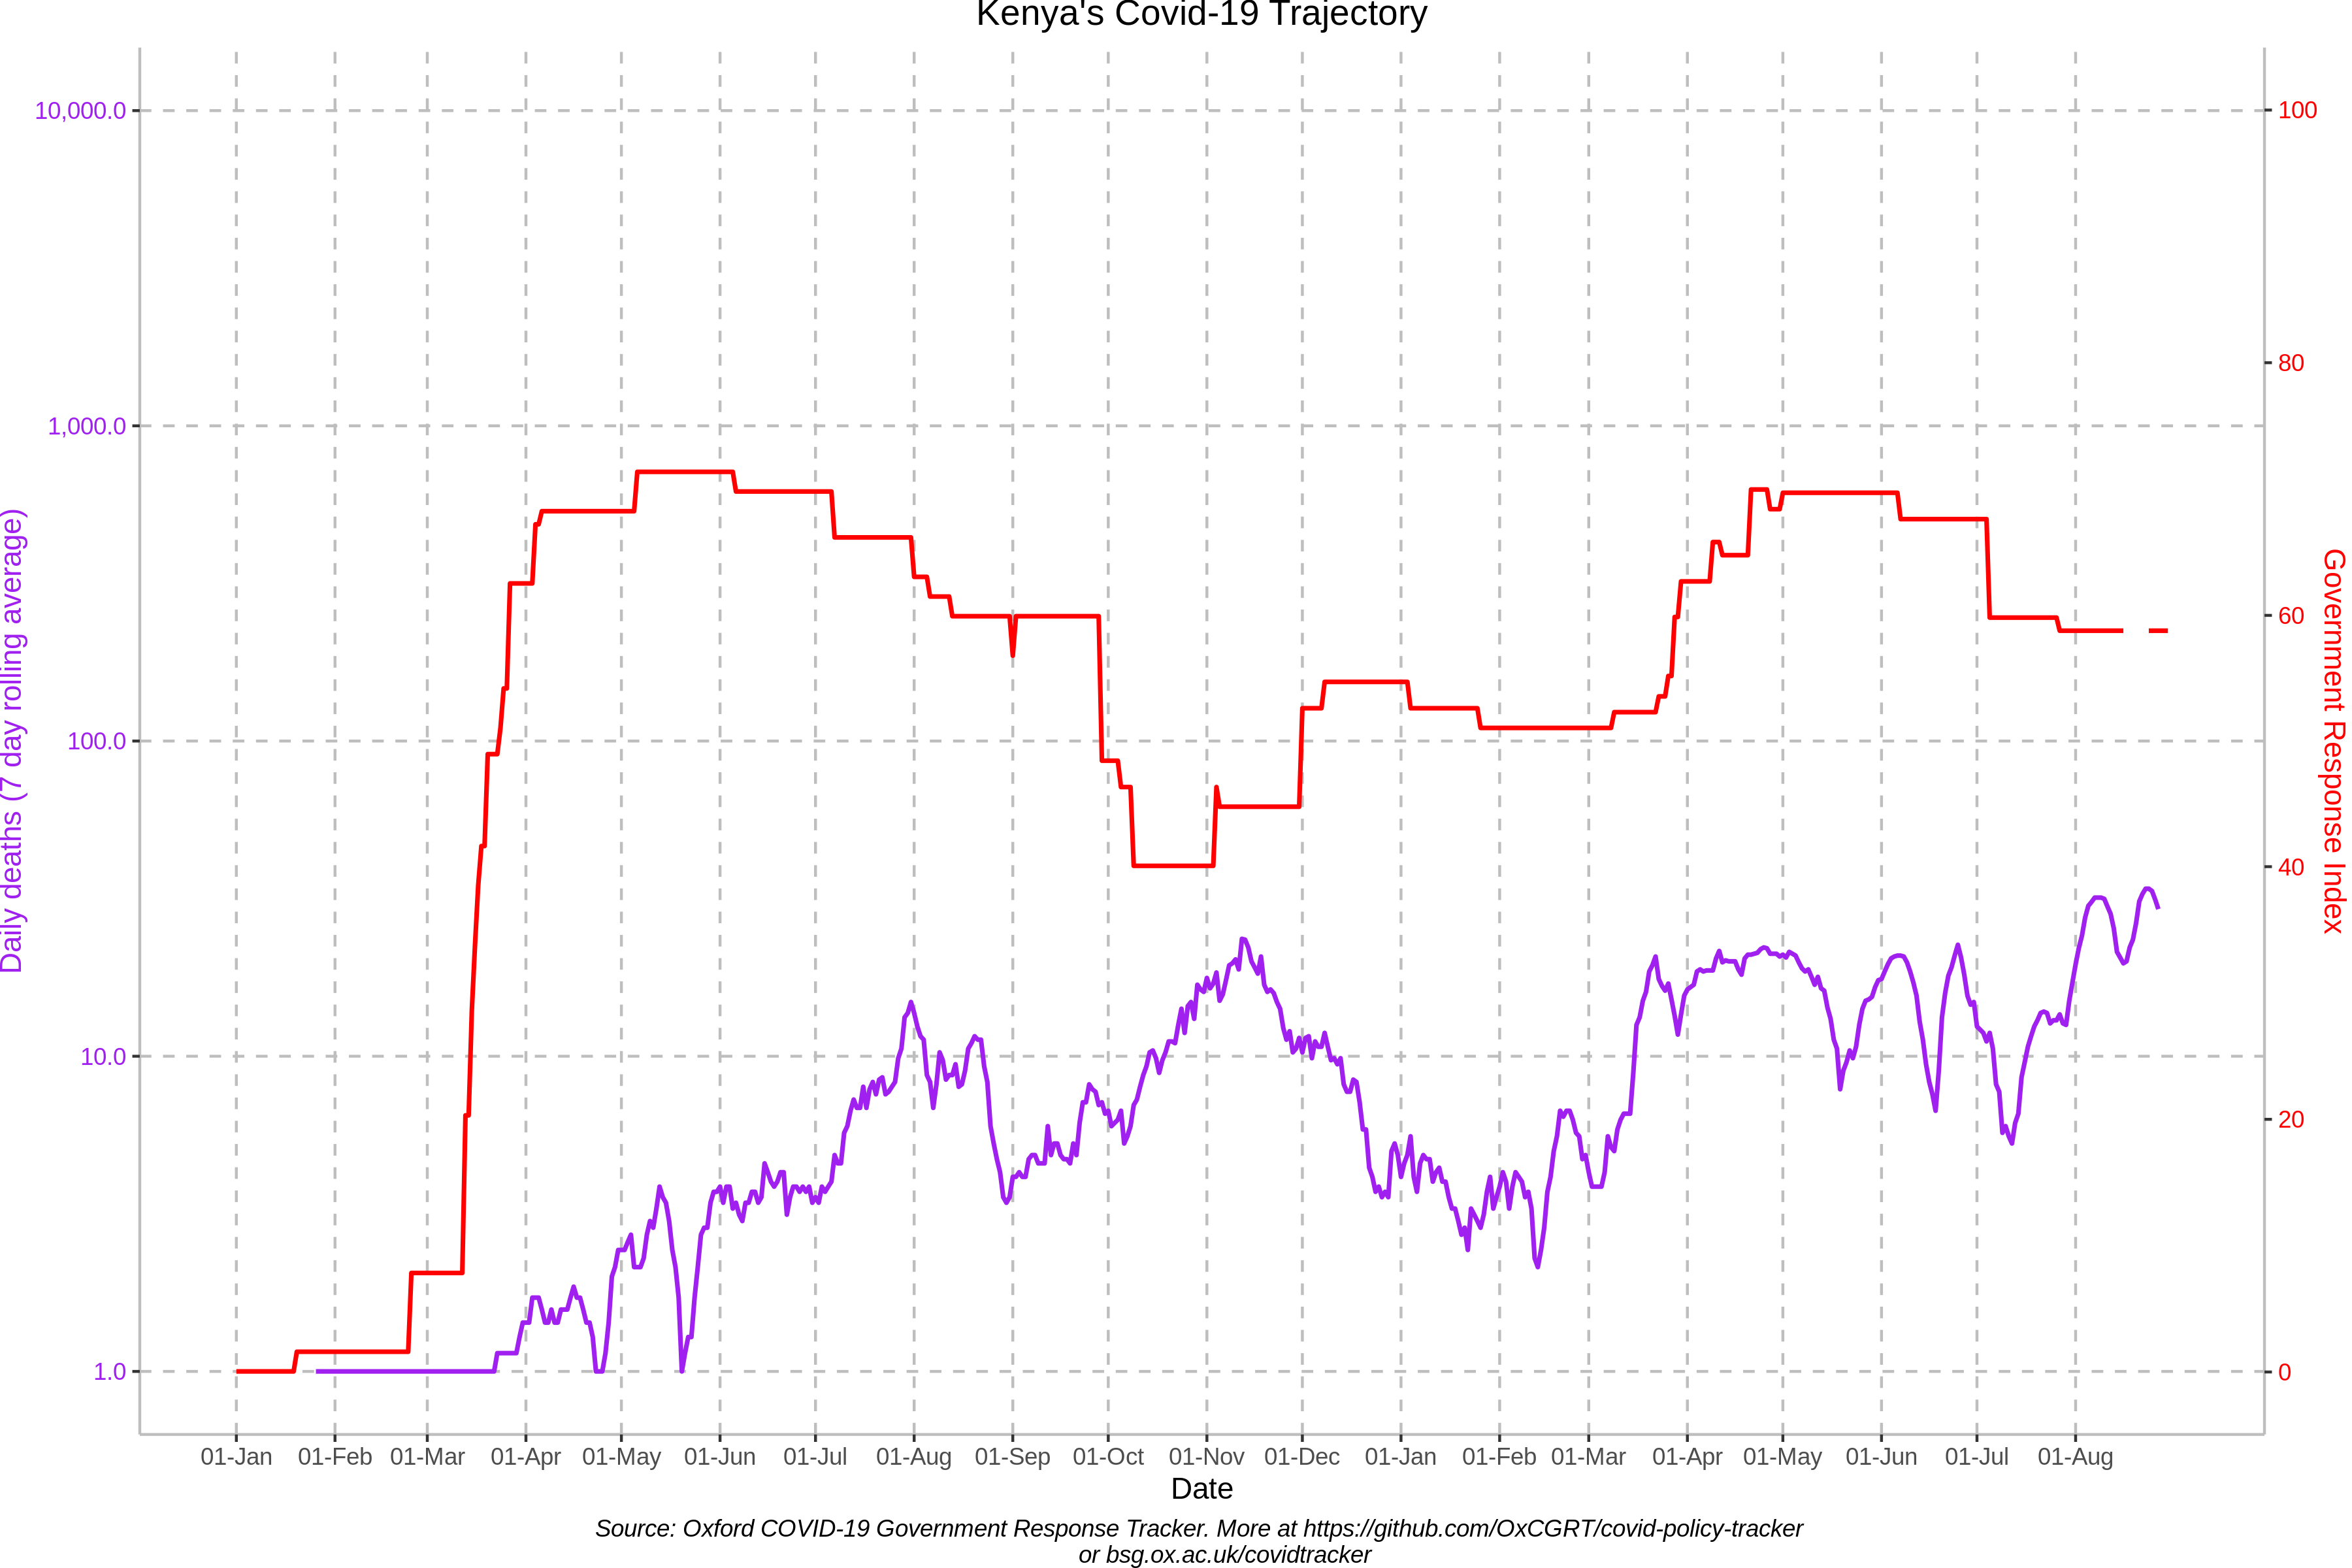 Kenya's Covid-19 Trajectory
10,000.0
1,000.0
100.0
10.0
1.0
Daily deaths (7 day rolling average)
100
80
60
40
20
0
Government Response Index
01-Jan 01-Feb 01-Mar 01-Apr 01-May 01-Jun 01-Jul 01-Aug 01-Sep 01-Oct 01-Nov 01-Dec 01-Jan 01-Feb 01-Mar 01-Apr 01-May 01-Jun 01-Jul 01-Aug
Date
Source: Oxford COVID-19 Government Response Tracker. More at https://github.com/OxCGRT/covid-policy-tracker
or bsg.ox.ac.uk/covidtracker